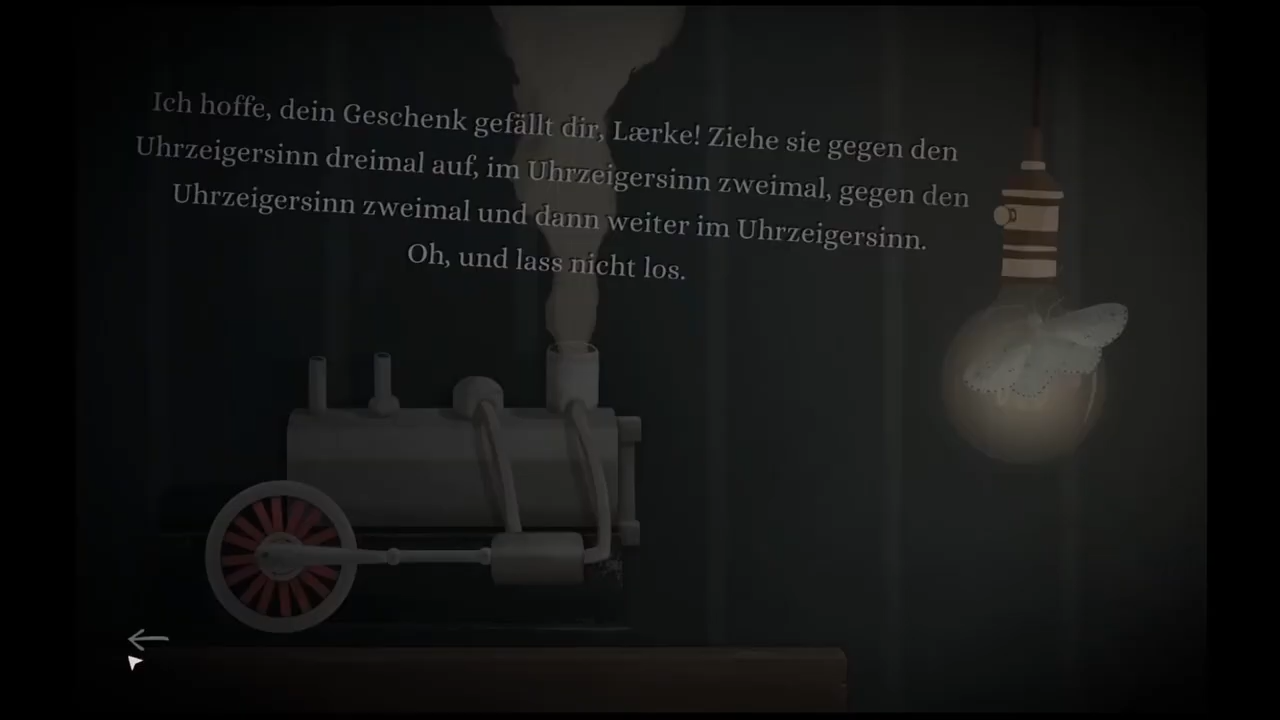 Ich hoffe, dein Geschenk gefällt dir, Lærke! Ziehe sie gegen den
Uhrzeigersinn dreimal auf, im Uhrzeigersinn zweimal, gegen den
Uhrzeigersinn zweimal und dann weiter im Uhrzeigersinn.
Oh, und lass nicht los.